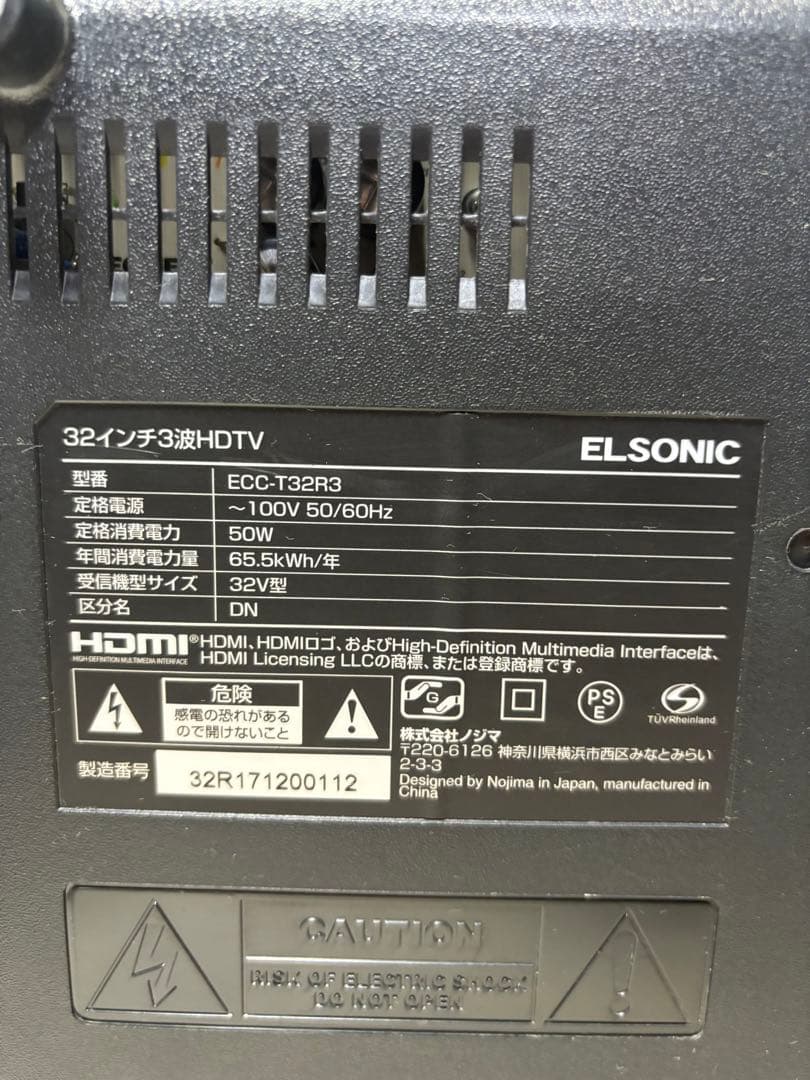 32インチ3波HDTV
ELSONIC
型番 ECC-T32R3
定格電源 ～100V 50/60Hz
定格消費電力 50W
年間消費電力量 65.5kWh/年
受信機型サイズ 32V型
区分名 DN
HDMI®
HIGH-DEFINITION MULTIMEDIA INTERFACE
HDMI、HDMIロゴ、およびHigh-Definition Multimedia Interfaceは、
HDMI Licensing LLCの商標、または登録商標です。
危険
感電の恐れがある
ので開けないこと
G
PS
E
TÜVRheinland
株式会社ノジマ
〒220-6126 神奈川県横浜市西区みなとみらい
2-3-3
Designed by Nojima in Japan, manufactured in
China
製造番号 32R171200112
CAUTION
RISK OF ELECTRIC SHOCK
DO NOT OPEN